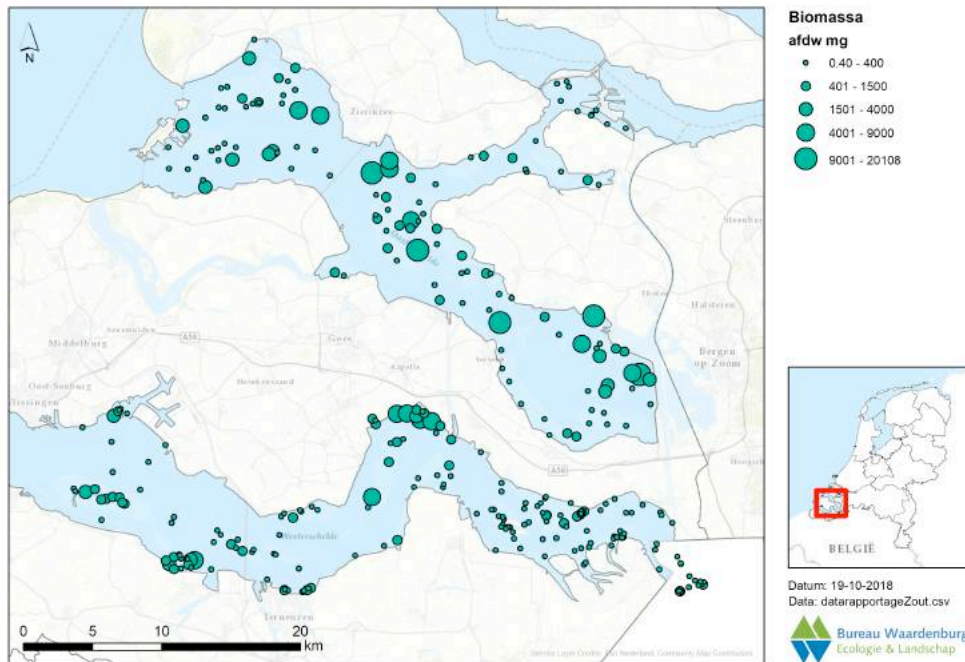 Biomassa
afdw mg
0.40 - 400
401 - 1500
1501 - 4000
4001 - 9000
9001 - 20108
N
Zierikzee
Middelburg
Oost-Souburg
Goes
Kapelle
A58
Halsteren
Bergen
op Zoom
A58
Westerschelde
Terneuzen
0 5 10 20
km
BELGIË
Datum: 19-10-2018
Data: datarapportageZout.csv
Bureau Waardenburg
Ecologie & Landschap